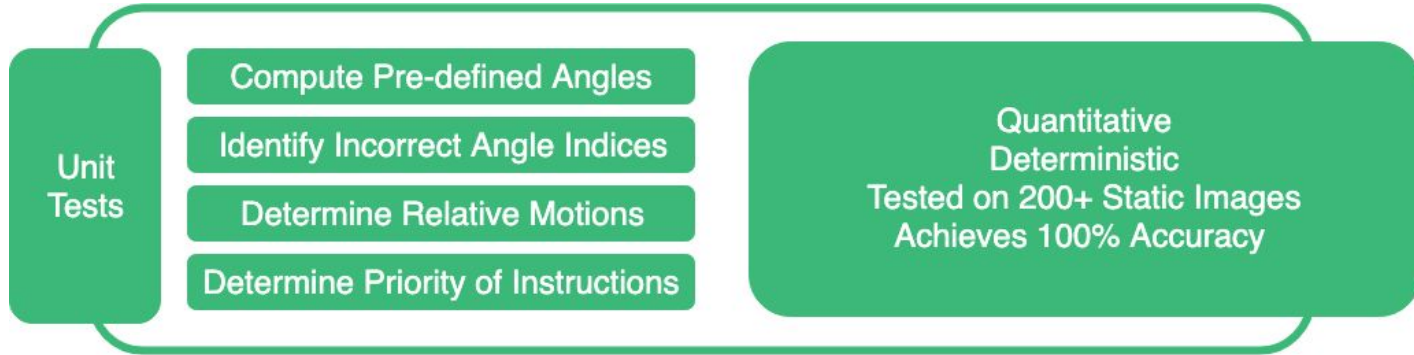 Unit
Tests
Compute Pre-defined Angles
Identify Incorrect Angle Indices
Determine Relative Motions
Determine Priority of Instructions
Quantitative
Deterministic
Tested on 200+ Static Images
Achieves 100% Accuracy